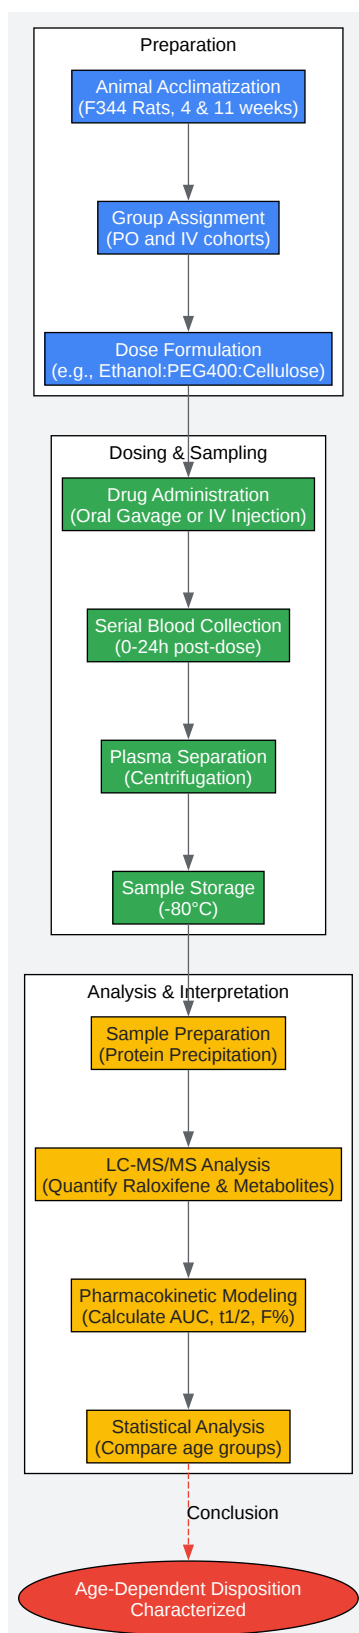 Preparation
Animal Acclimatization
(F344 Rats, 4 & 11 weeks)
Group Assignment
(PO and IV cohorts)
Dose Formulation
(e.g., Ethanol:PEG400:Cellulose)
Dosing & Sampling
Drug Administration
(Oral Gavage or IV Injection)
Serial Blood Collection
(0-24h post-dose)
Plasma Separation
(Centrifugation)
Sample Storage
(-80°C)
Analysis & Interpretation
Sample Preparation
(Protein Precipitation)
LC-MS/MS Analysis
(Quantify Raloxifene & Metabolites)
Pharmacokinetic Modeling
(Calculate AUC, t1/2, F%)
Statistical Analysis
(Compare age groups)
Conclusion
Age-Dependent Disposition
Characterized